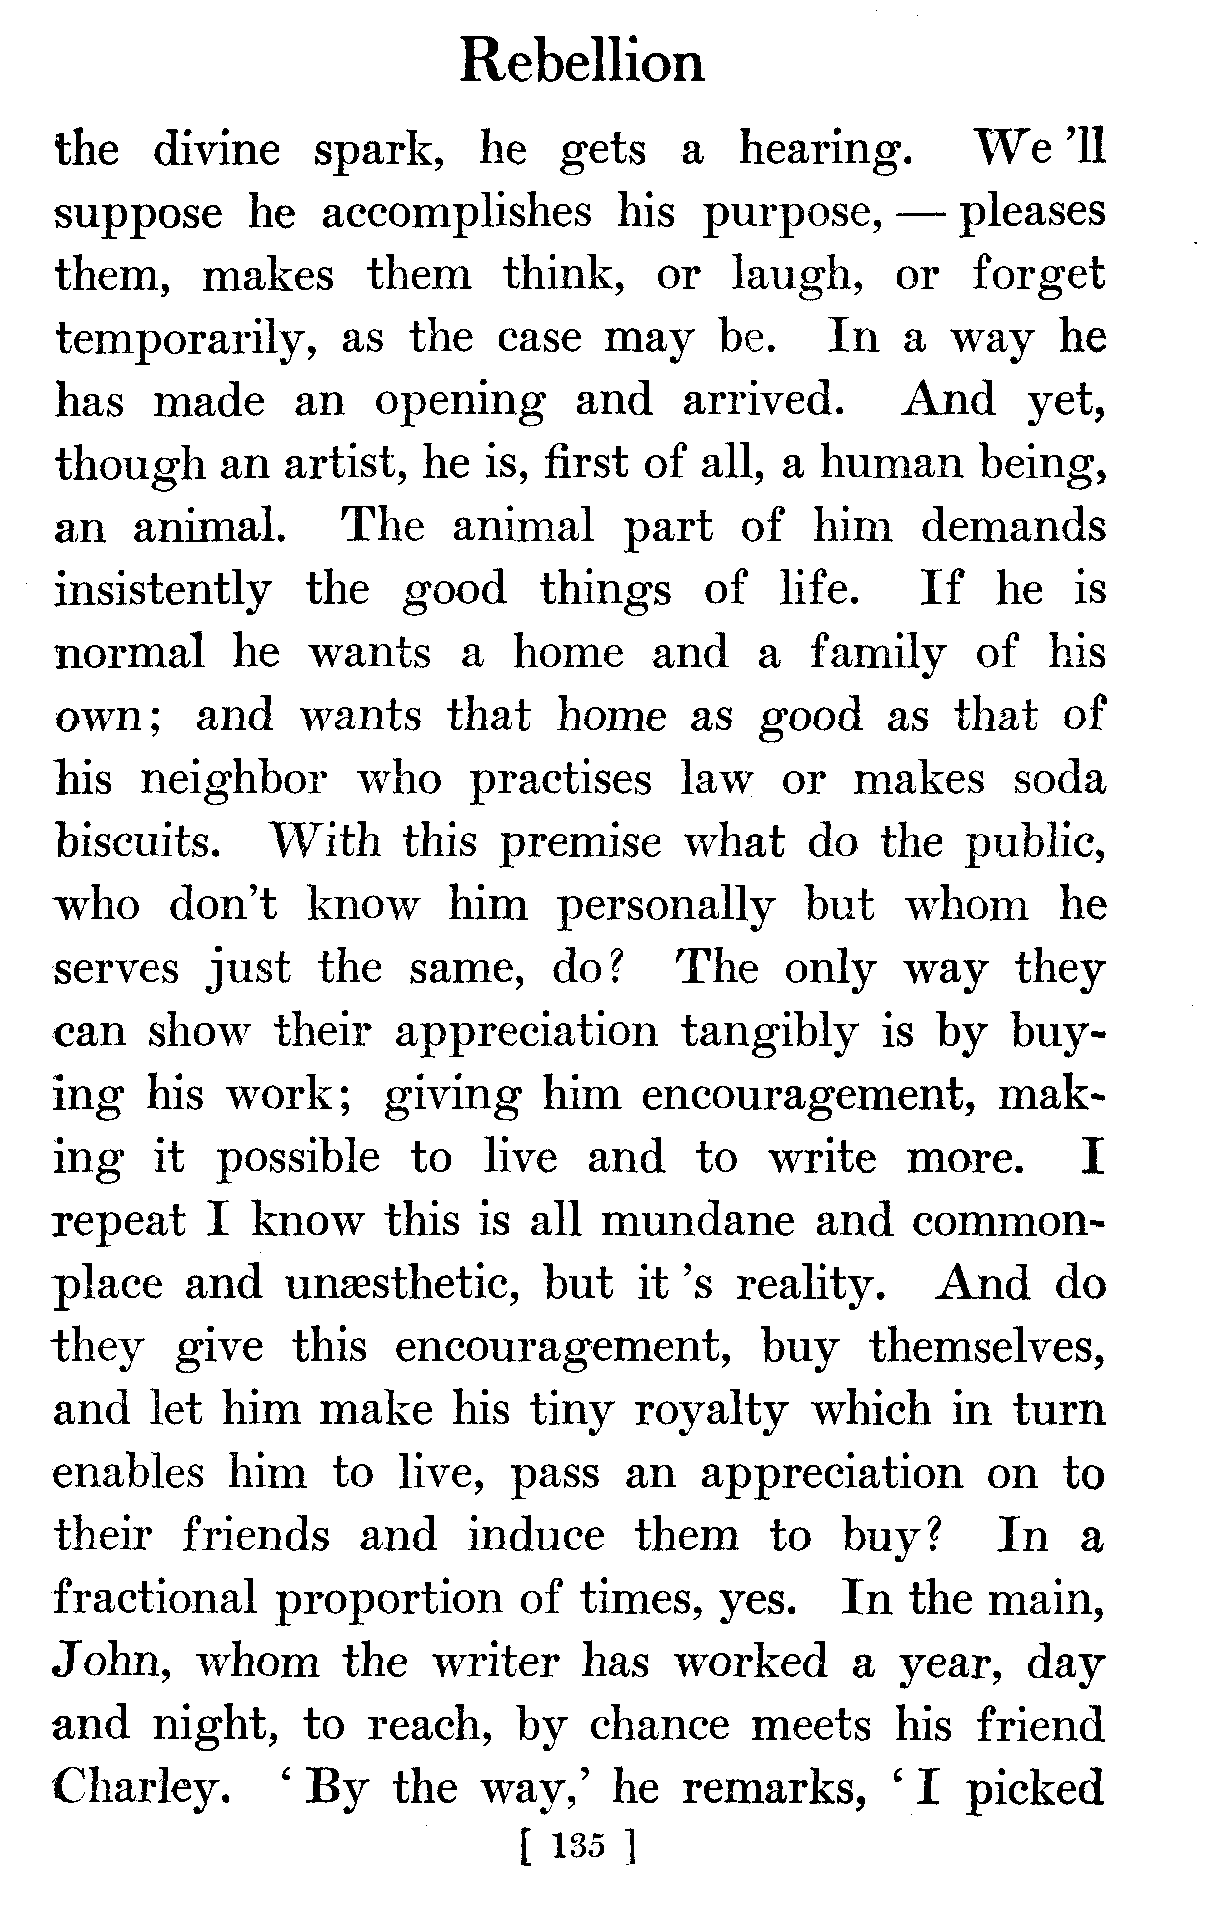 Rebellion
the divine spark, he gets a hearing. We 'll
suppose he accomplishes his purpose, — pleases
them, makes them think, or laugh, or forget
temporarily, as the case may be. In a way he
has made an opening and arrived. And yet,
though an artist, he is, first of all, a human being,
an animal. The animal part of him demands
insistently the good things of life. If he is
normal he wants a home and a family of his
own; and wants that home as good as that of
his neighbor who practises law or makes soda
biscuits. With this premise what do the public,
who don't know him personally but whom he
serves just the same, do? The only way they
can show their appreciation tangibly is by buy-
ing his work; giving him encouragement, mak-
ing it possible to live and to write more. I
repeat I know this is all mundane and common-
place and unæsthetic, but it 's reality. And do
they give this encouragement, buy themselves,
and let him make his tiny royalty which in turn
enables him to live, pass an appreciation on to
their friends and induce them to buy? In a
fractional proportion of times, yes. In the main,
John, whom the writer has worked a year, day
and night, to reach, by chance meets his friend
Charley. ‘ By the way,’ he remarks, ‘ I picked
[ 135 ]